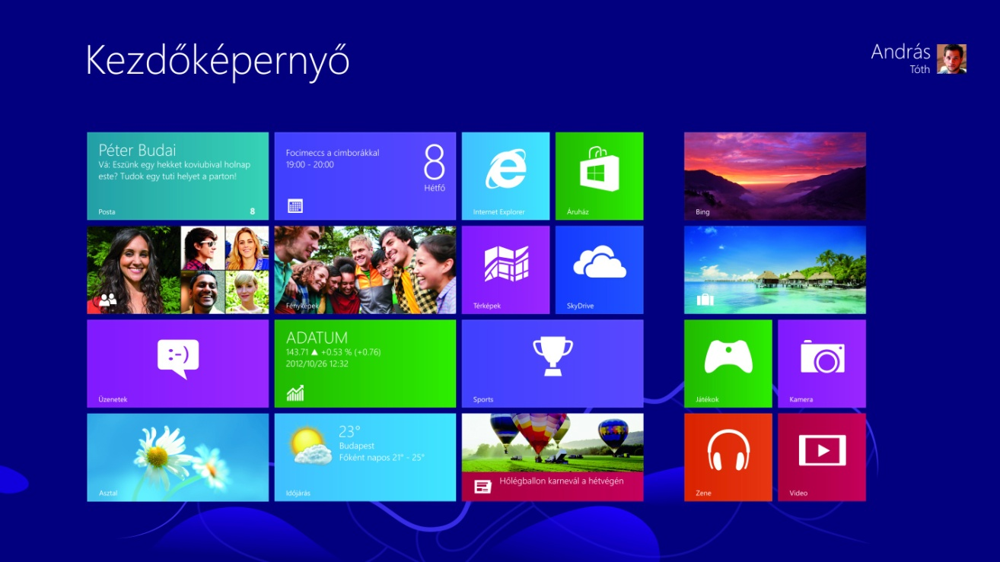 Kezdőképernyő
András
Tóth
Péter Budai
Vá: Eszünk egy hekket koviubival holnap
este? Tudok egy tuti helyet a parton!
Posta
8
Focimeccs a cimborákkal
19:00 - 20:00
8
Hétfő
Internet Explorer
Áruház
Bing
Fényképek
Térképek
SkyDrive
:-)
Üzenetek
ADATUM
143.71 ▲ +0.53 % (+0.76)
2012/10/26 12:32
Sports
Játékok
Kamera
Asztal
23°
Budapest
Főként napos 21° - 25°
Időjárás
Hőlégballon karnevál a hétvégén
Zene
Video